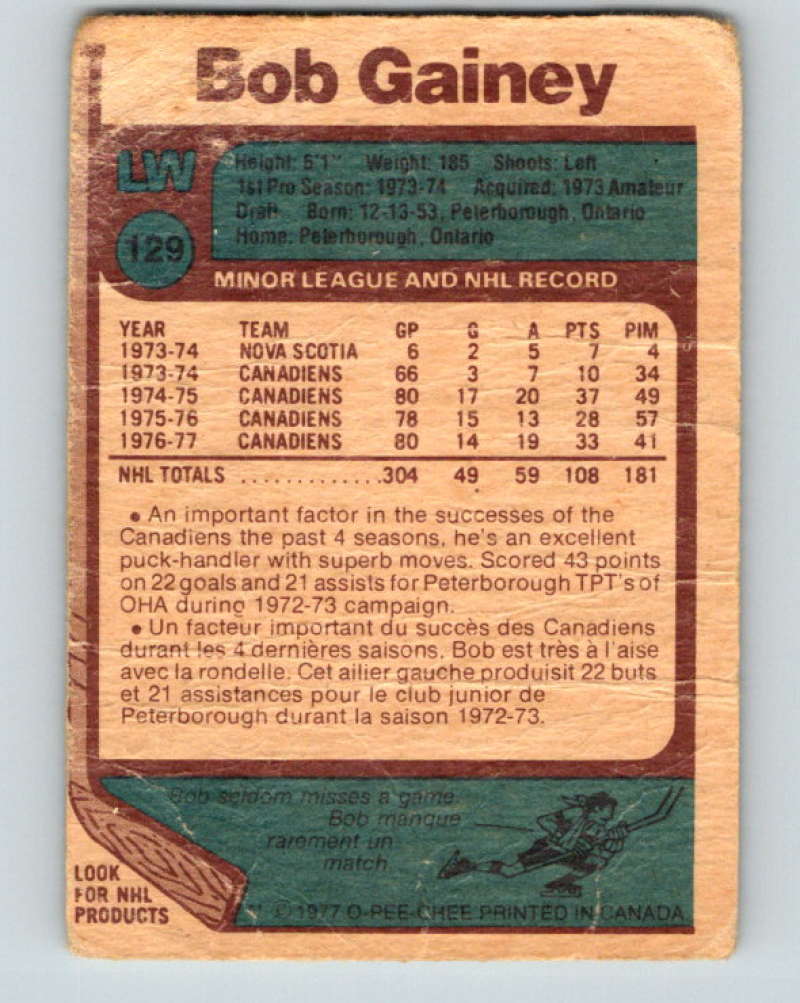 Bob Gainey
LW
Height: 5'1" Weight: 185 Shoots: Left
1st Pro Season: 1973-74 Acquired: 1973 Amateur
Draft Born: 12-13-53, Peterborough, Ontario
Home: Peterborough, Ontario
129
MINOR LEAGUE AND NHL RECORD
YEAR TEAM GP G A PTS PIM
1973-74 NOVA SCOTIA 6 2 5 7 4
1973-74 CANADIENS 66 3 7 10 34
1974-75 CANADIENS 80 17 20 37 49
1975-76 CANADIENS 78 15 13 28 57
1976-77 CANADIENS 80 14 19 33 41
NHL TOTALS .............304 49 59 108 181
• An important factor in the successes of the
Canadiens the past 4 seasons, he's an excellent
puck-handler with superb moves. Scored 43 points
on 22 goals and 21 assists for Peterborough TPT's of
OHA during 1972-73 campaign.
• Un facteur important du succès des Canadiens
durant les 4 dernières saisons, Bob est très à l'aise
avec la rondelle. Cet ailier gauche produisit 22 buts
et 21 assistances pour le club junior de
Peterborough durant la saison 1972-73.
Bob seldom misses a game.
Bob manque
rarement un
match.
LOOK
FOR NHL
PRODUCTS
© 1977 O-PEE-CHEE PRINTED IN CANADA